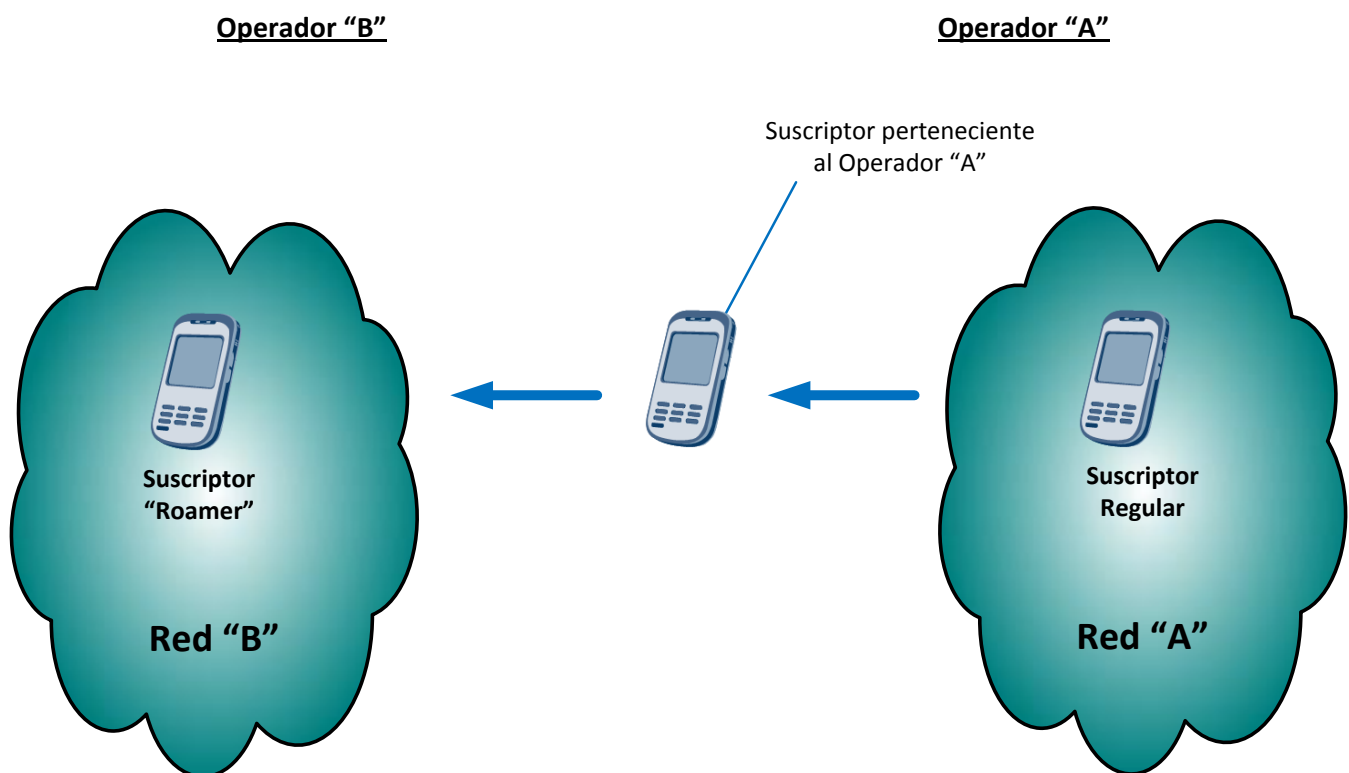 Operador “B”
Operador “A”
Suscriptor perteneciente
al Operador “A”
Suscriptor
“Roamer”
Suscriptor
Regular
Red “B”
Red “A”